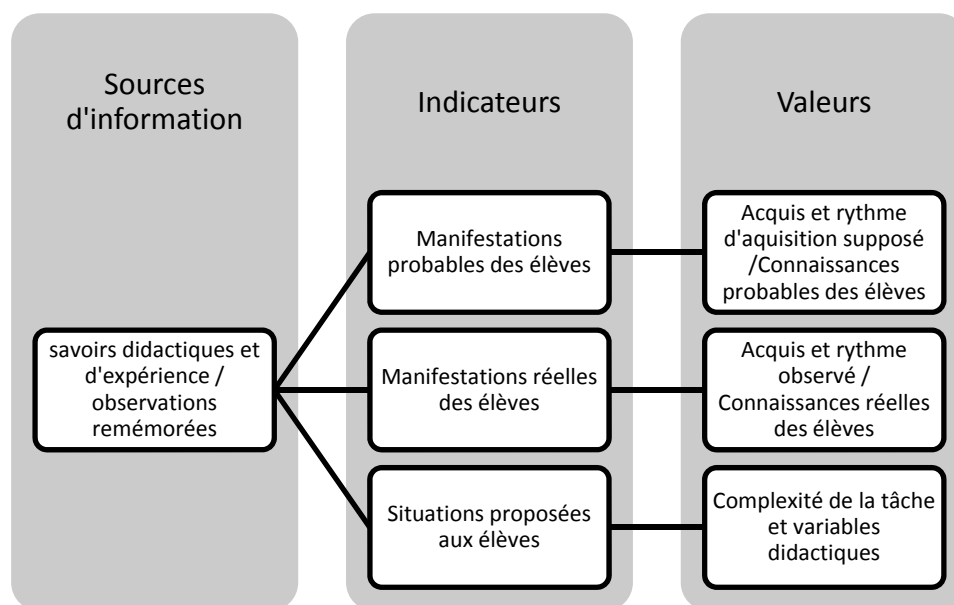 Sources
d'information
Indicateurs
Valeurs
savoirs didactiques et
d'expérience /
observations
remémorées
Manifestations
probables des élèves
Acquis et rythme
d'aquisition supposé
/Connaissances
probables des élèves
Manifestations réelles
des élèves
Acquis et rythme
observé /
Connaissances réelles
des élèves
Situations proposées
aux élèves
Complexité de la tâche
et variables
didactiques